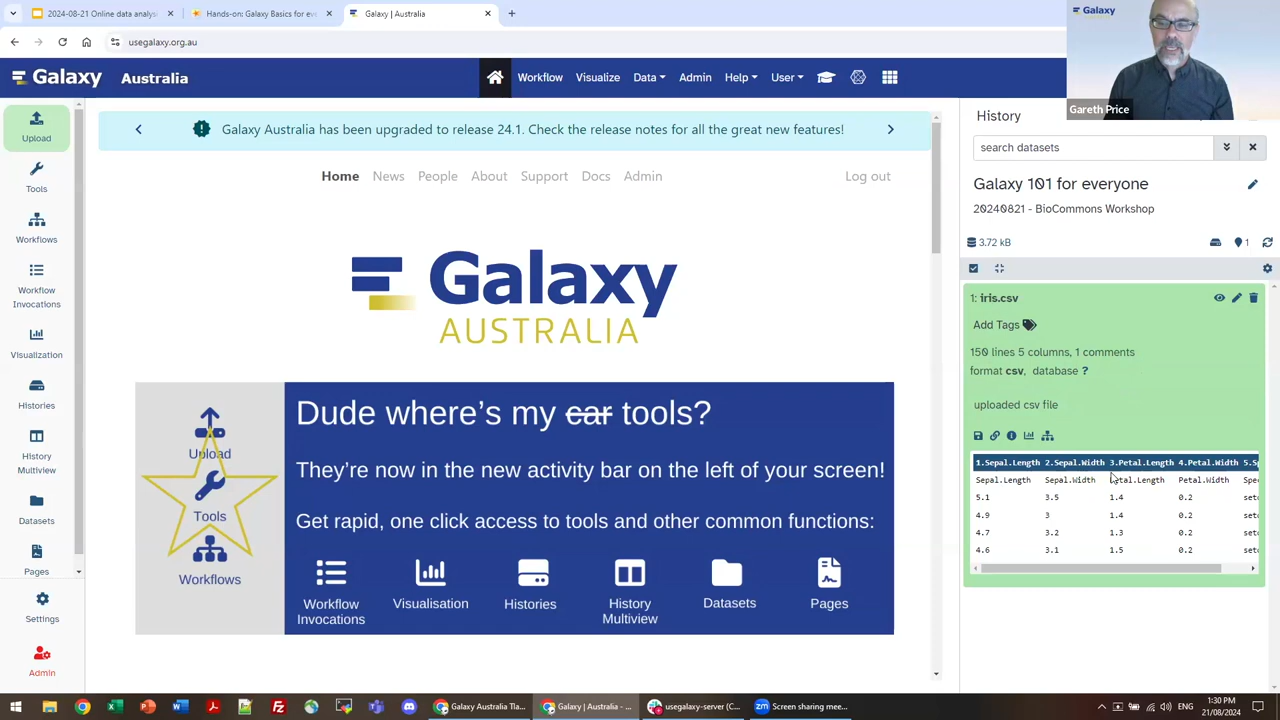 2024-08-21 Online data analysi
Hands-on: Galaxy Basics for ev
Galaxy | Australia
usegalaxy.org.au
Galaxy
Gareth Price
Galaxy Australia
Workflow Visualize Data Admin Help User
Upload
Tools
Workflows
Workflow
Invocations
Visualization
Histories
History
Multiview
Datasets
Pages
Settings
Admin
Galaxy Australia has been upgraded to release 24.1. Check the release notes for all the great new features!
Home News People About Support Docs Admin Log out
Galaxy
AUSTRALIA
Upload
Tools
Workflows
Dude where's my car tools?
They're now in the new activity bar on the left of your screen!
Get rapid, one click access to tools and other common functions:
Workflow
Invocations
Visualisation
Histories
History
Multiview
Datasets
Pages
History
search datasets
Galaxy 101 for everyone
20240821 - BioCommons Workshop
3.72 kB
1
1: iris.csv
Add Tags
150 lines 5 columns, 1 comments
format csv, database ?
uploaded csv file
1.Sepal.Length 2.Sepal.Width 3.Petal.Length 4.Petal.Width 5.Sp
Sepal.Length Sepal.Width Petal.Length Petal.Width Spe
5.1 3.5 1.4 0.2 set
4.9 3 1.4 0.2 set
4.7 3.2 1.3 0.2 set
4.6 3.1 1.5 0.2 set
Galaxy Australia Tla...
Galaxy | Australia - ...
usegalaxy-server (C...
Screen sharing mee...
ENG
1:30 PM
21/08/2024